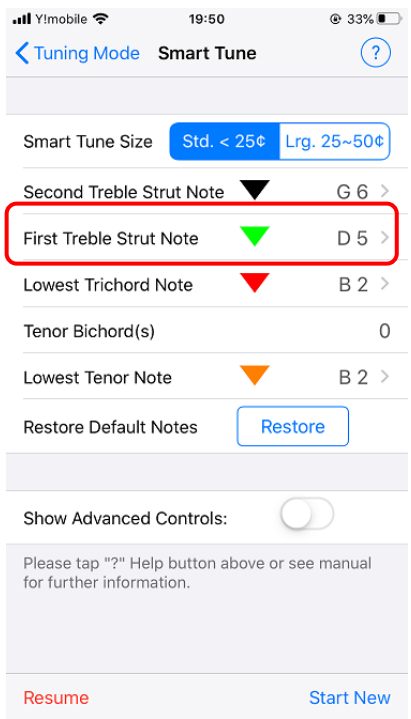 Y!mobile 19:50 33%
Tuning Mode Smart Tune ?
Smart Tune Size Std. < 25¢ Lrg. 25~50¢
Second Treble Strut Note G 6
First Treble Strut Note D 5
Lowest Trichord Note B 2
Tenor Bichord(s) 0
Lowest Tenor Note B 2
Restore Default Notes Restore
Show Advanced Controls:
Please tap "?" Help button above or see manual
for further information.
Resume Start New